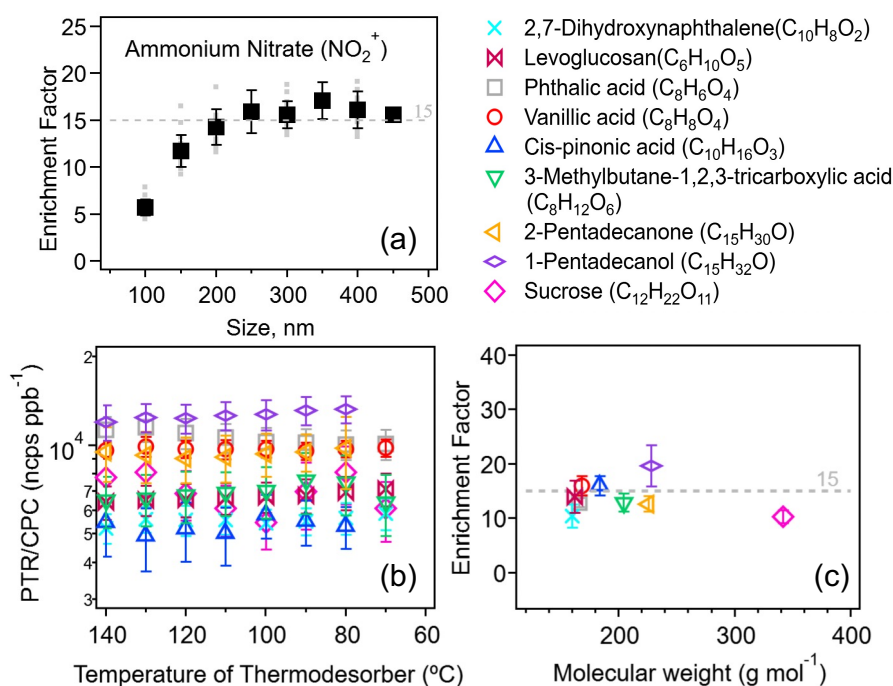 Ammonium Nitrate (NO₂⁺)
Enrichment Factor
25
20
15
10
5
0
15
(a)
100
200
300
400
500
Size, nm
2,7-Dihydroxynaphthalene(C₁₀H₈O₂)
Levoglucosan(C₆H₁₀O₅)
Phthalic acid (C₈H₆O₄)
Vanillic acid (C₈H₈O₄)
Cis-pinonic acid (C₁₀H₁₆O₃)
3-Methylbutane-1,2,3-tricarboxylic acid
(C₈H₁₂O₆)
2-Pentadecanone (C₁₅H₃₀O)
1-Pentadecanol (C₁₅H₃₂O)
Sucrose (C₁₂H₂₂O₁₁)
PTR/CPC (ncps ppb⁻¹)
2
10⁴
7
6
5
4
3
(b)
140
120
100
80
60
Temperature of Thermodesorber (ºC)
Enrichment Factor
40
30
20
10
0
15
(c)
200
300
400
Molecular weight (g mol⁻¹)